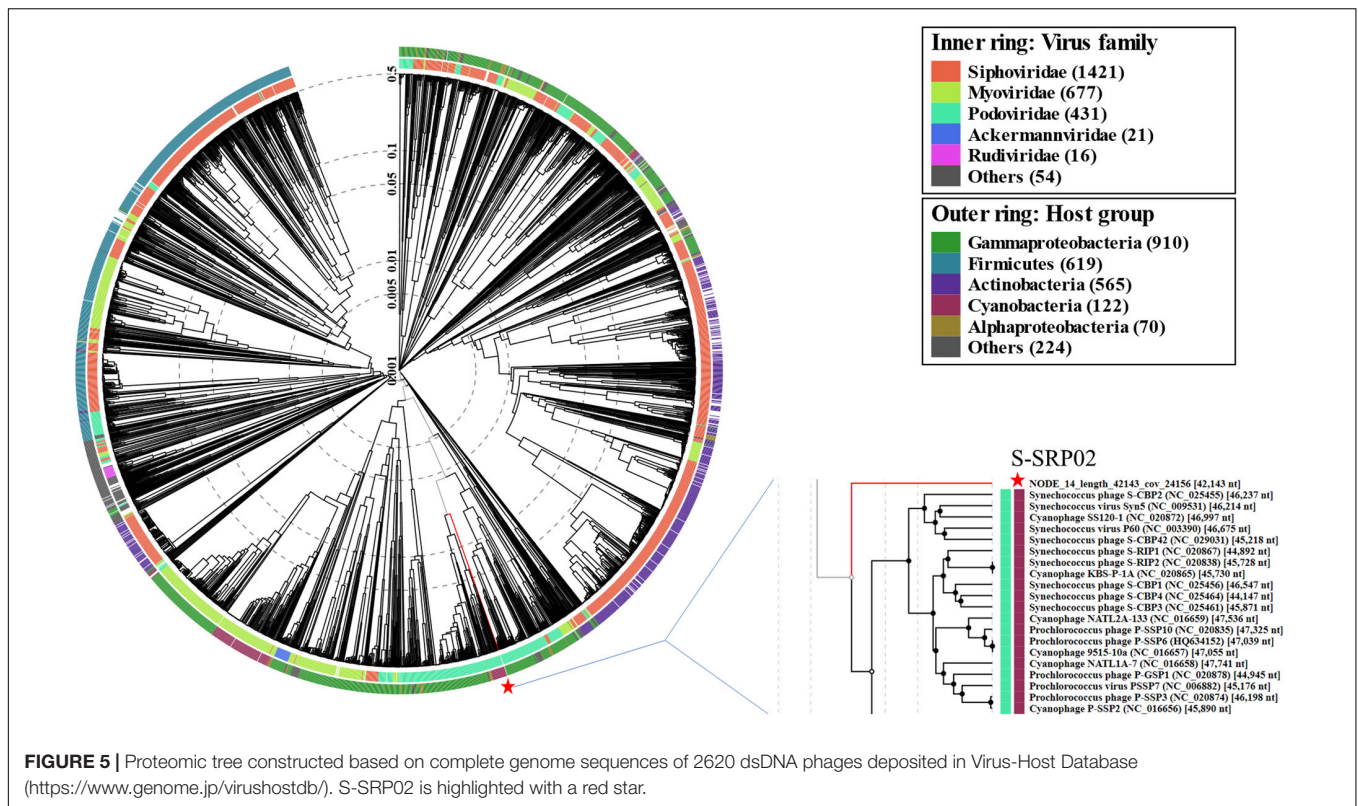 0.5
0.1
0.05
0.01
0.005
0.001
Inner ring: Virus family
Siphoviridae (1421)
Myoviridae (677)
Podoviridae (431)
Ackermannviridae (21)
Rudiviridae (16)
Others (54)
Outer ring: Host group
Gammaproteobacteria (910)
Firmicutes (619)
Actinobacteria (565)
Cyanobacteria (122)
Alphaproteobacteria (70)
Others (224)
S-SRP02
NODE_14_length_42143_cov_24156 [42,143 nt]
Synechococcus phage S-CBP2 (NC_025455) [46,237 nt]
Synechococcus virus Syn5 (NC_009531) [46,214 nt]
Cyanophage SS120-1 (NC_020872) [46,997 nt]
Synechococcus virus P60 (NC_003390) [46,675 nt]
Synechococcus phage S-CBP42 (NC_029031) [45,218 nt]
Synechococcus phage S-RIP1 (NC_020867) [44,892 nt]
Synechococcus phage S-RIP2 (NC_020838) [45,728 nt]
Cyanophage KBS-P-1A (NC_020865) [45,730 nt]
Synechococcus phage S-CBP1 (NC_025456) [46,547 nt]
Synechococcus phage S-CBP4 (NC_025464) [44,147 nt]
Synechococcus phage S-CBP3 (NC_025461) [45,871 nt]
Cyanophage NATL2A-133 (NC_016659) [47,536 nt]
Prochlorococcus phage P-SSP10 (NC_020835) [47,325 nt]
Prochlorococcus phage P-SSP6 (HQ634152) [47,039 nt]
Cyanophage 9515-10a (NC_016657) [47,055 nt]
Cyanophage NATL1A-7 (NC_016658) [47,741 nt]
Prochlorococcus phage P-GSP1 (NC_020878) [44,945 nt]
Prochlorococcus virus PSSP7 (NC_006882) [45,176 nt]
Prochlorococcus phage P-SSP3 (NC_020874) [46,198 nt]
Cyanophage P-SSP2 (NC_016656) [45,890 nt]
FIGURE 5 | Proteomic tree constructed based on complete genome sequences of 2620 dsDNA phages deposited in Virus-Host Database
(https://www.genome.jp/virushostdb/). S-SRP02 is highlighted with a red star.